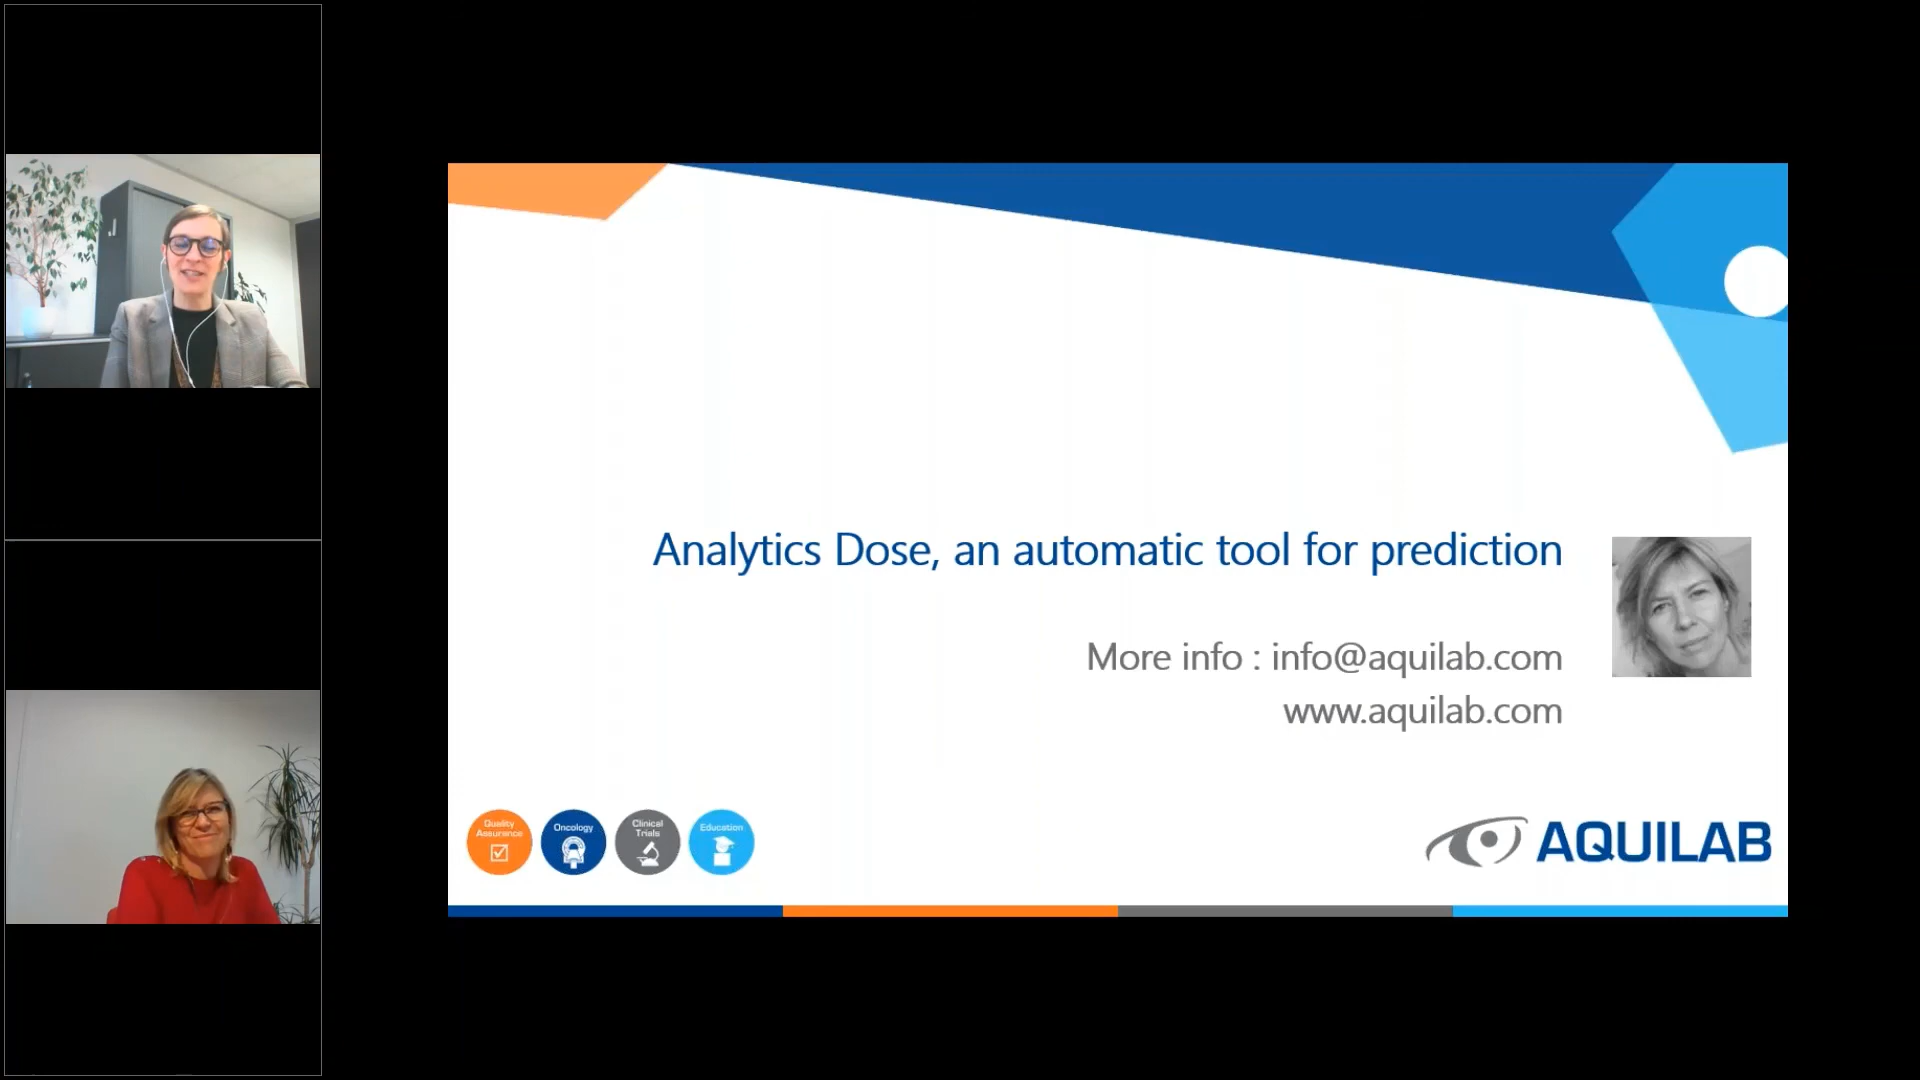 Analytics Dose, an automatic tool for prediction
More info : info@aquilab.com
www.aquilab.com
Quality
Assurance
Oncology
Clinical
Trials
Education
AQUILAB